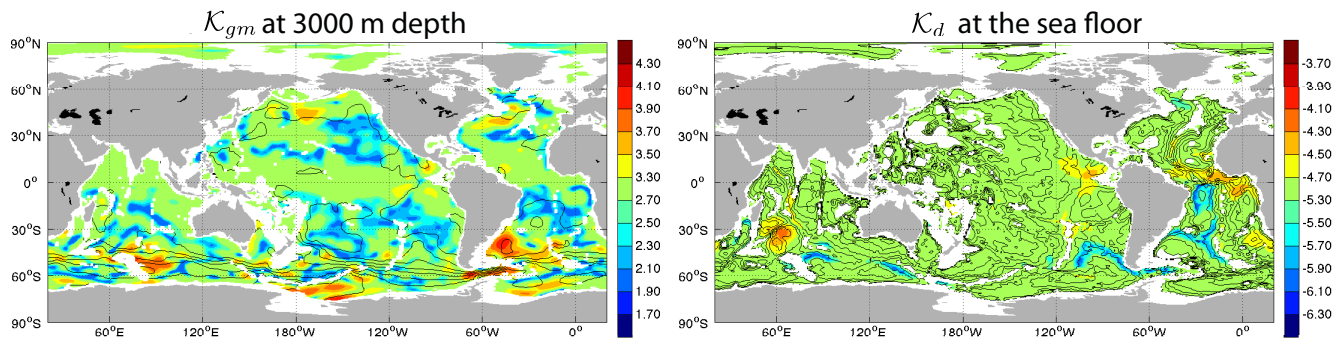 𝒦gm at 3000 m depth
90°N
60°N
30°N
0°
30°S
60°S
90°S
60°E
120°E
180°W
120°W
60°W
0°
4.30
4.10
3.90
3.70
3.50
3.30
2.70
2.50
2.30
2.10
1.90
1.70
𝒦d at the sea floor
90°N
60°N
30°N
0°
30°S
60°S
90°S
60°E
120°E
180°W
120°W
60°W
0°
-3.70
-3.90
-4.10
-4.30
-4.70
-4.90
-5.30
-5.50
-5.70
-5.90
-6.10
-6.30